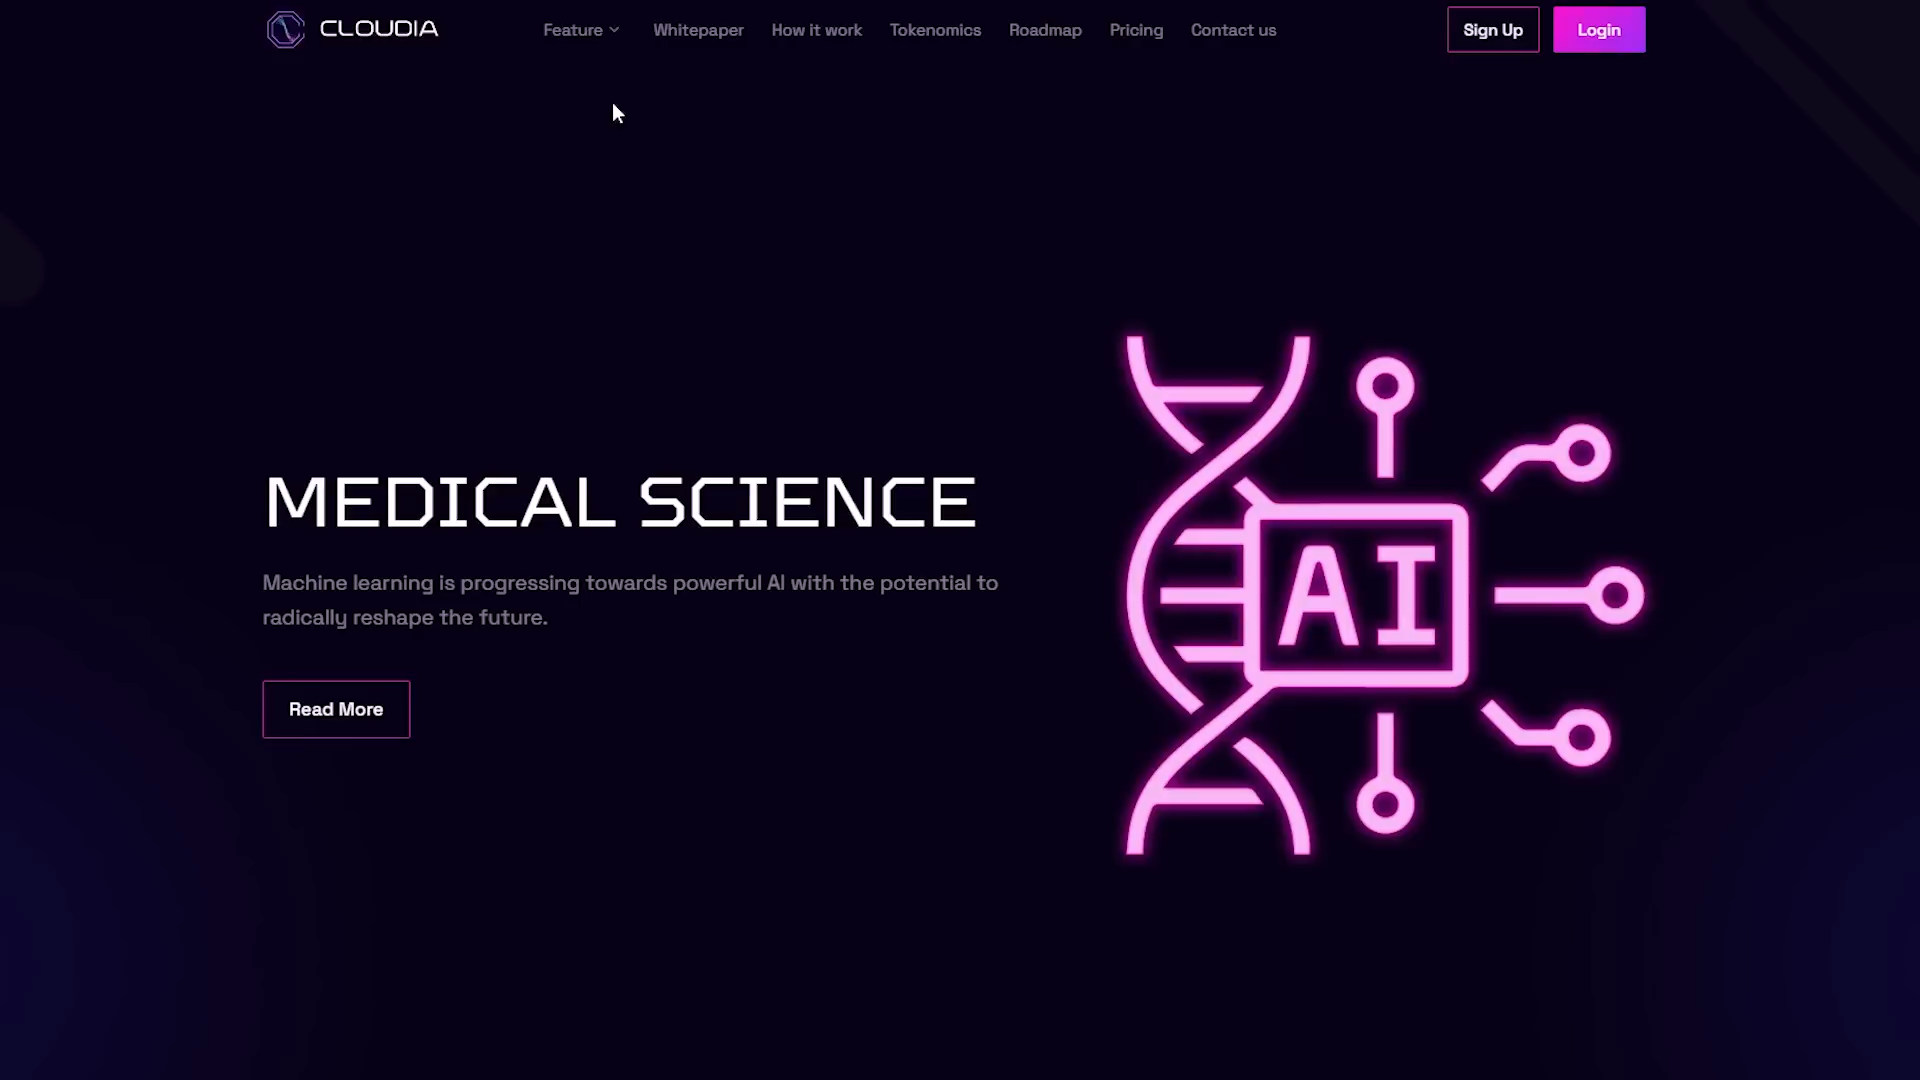 CLOUDIA
Feature
Whitepaper
How it work
Tokenomics
Roadmap
Pricing
Contact us
Sign Up
Login
MEDICAL SCIENCE
Machine learning is progressing towards powerful AI with the potential to
radically reshape the future.
Read More
AI